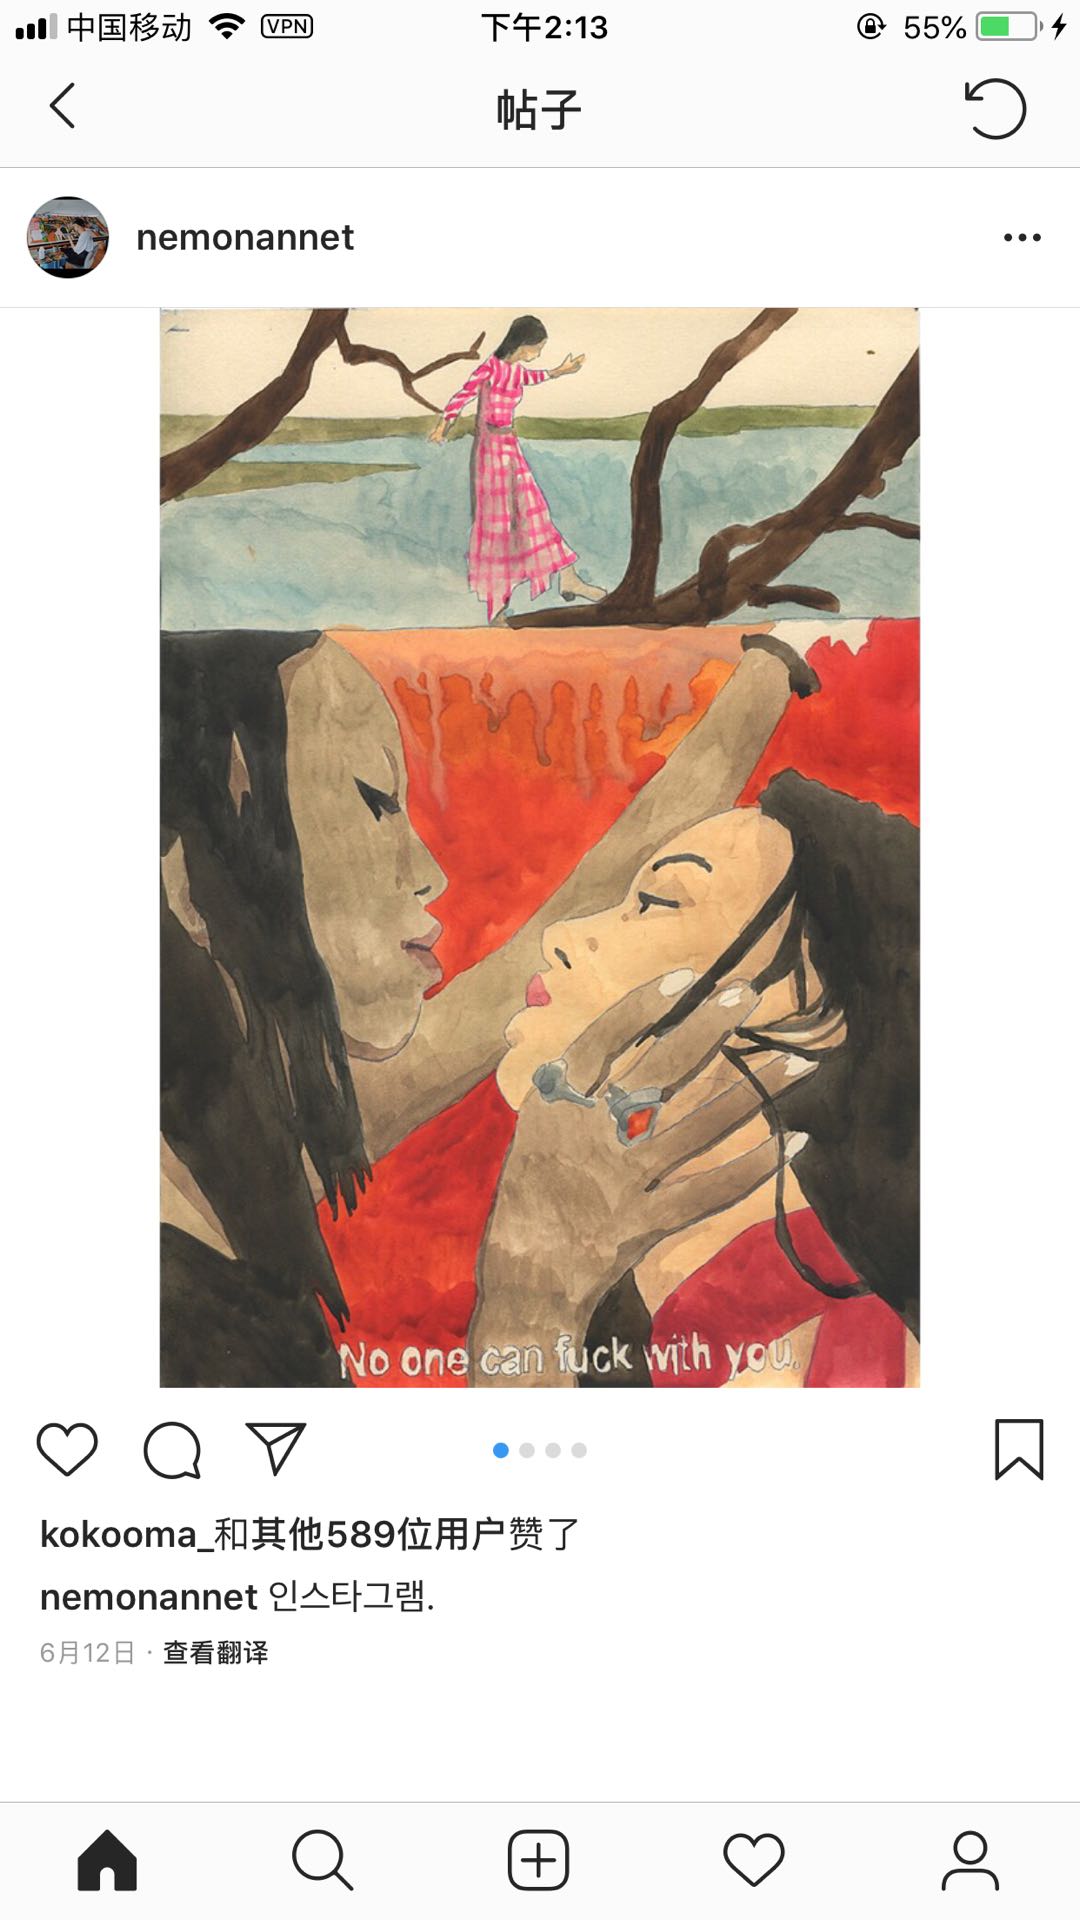 中国移动 VPN 下午2:13 55%
帖子
nemonannet
No one can fuck with you.
kokooma_和其他589位用户赞了
nemonannet 인스타그램.
6月12日 · 查看翻译